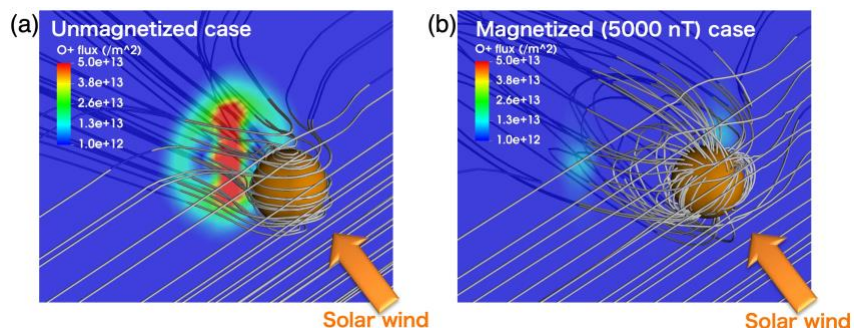 (a) Unmagnetized case
O+ flux (/m^2)
5.0e+13
3.8e+13
2.6e+13
1.3e+13
1.0e+12
Solar wind
(b) Magnetized (5000 nT) case
O+ flux (/m^2)
5.0e+13
3.8e+13
2.6e+13
1.3e+13
1.0e+12
Solar wind